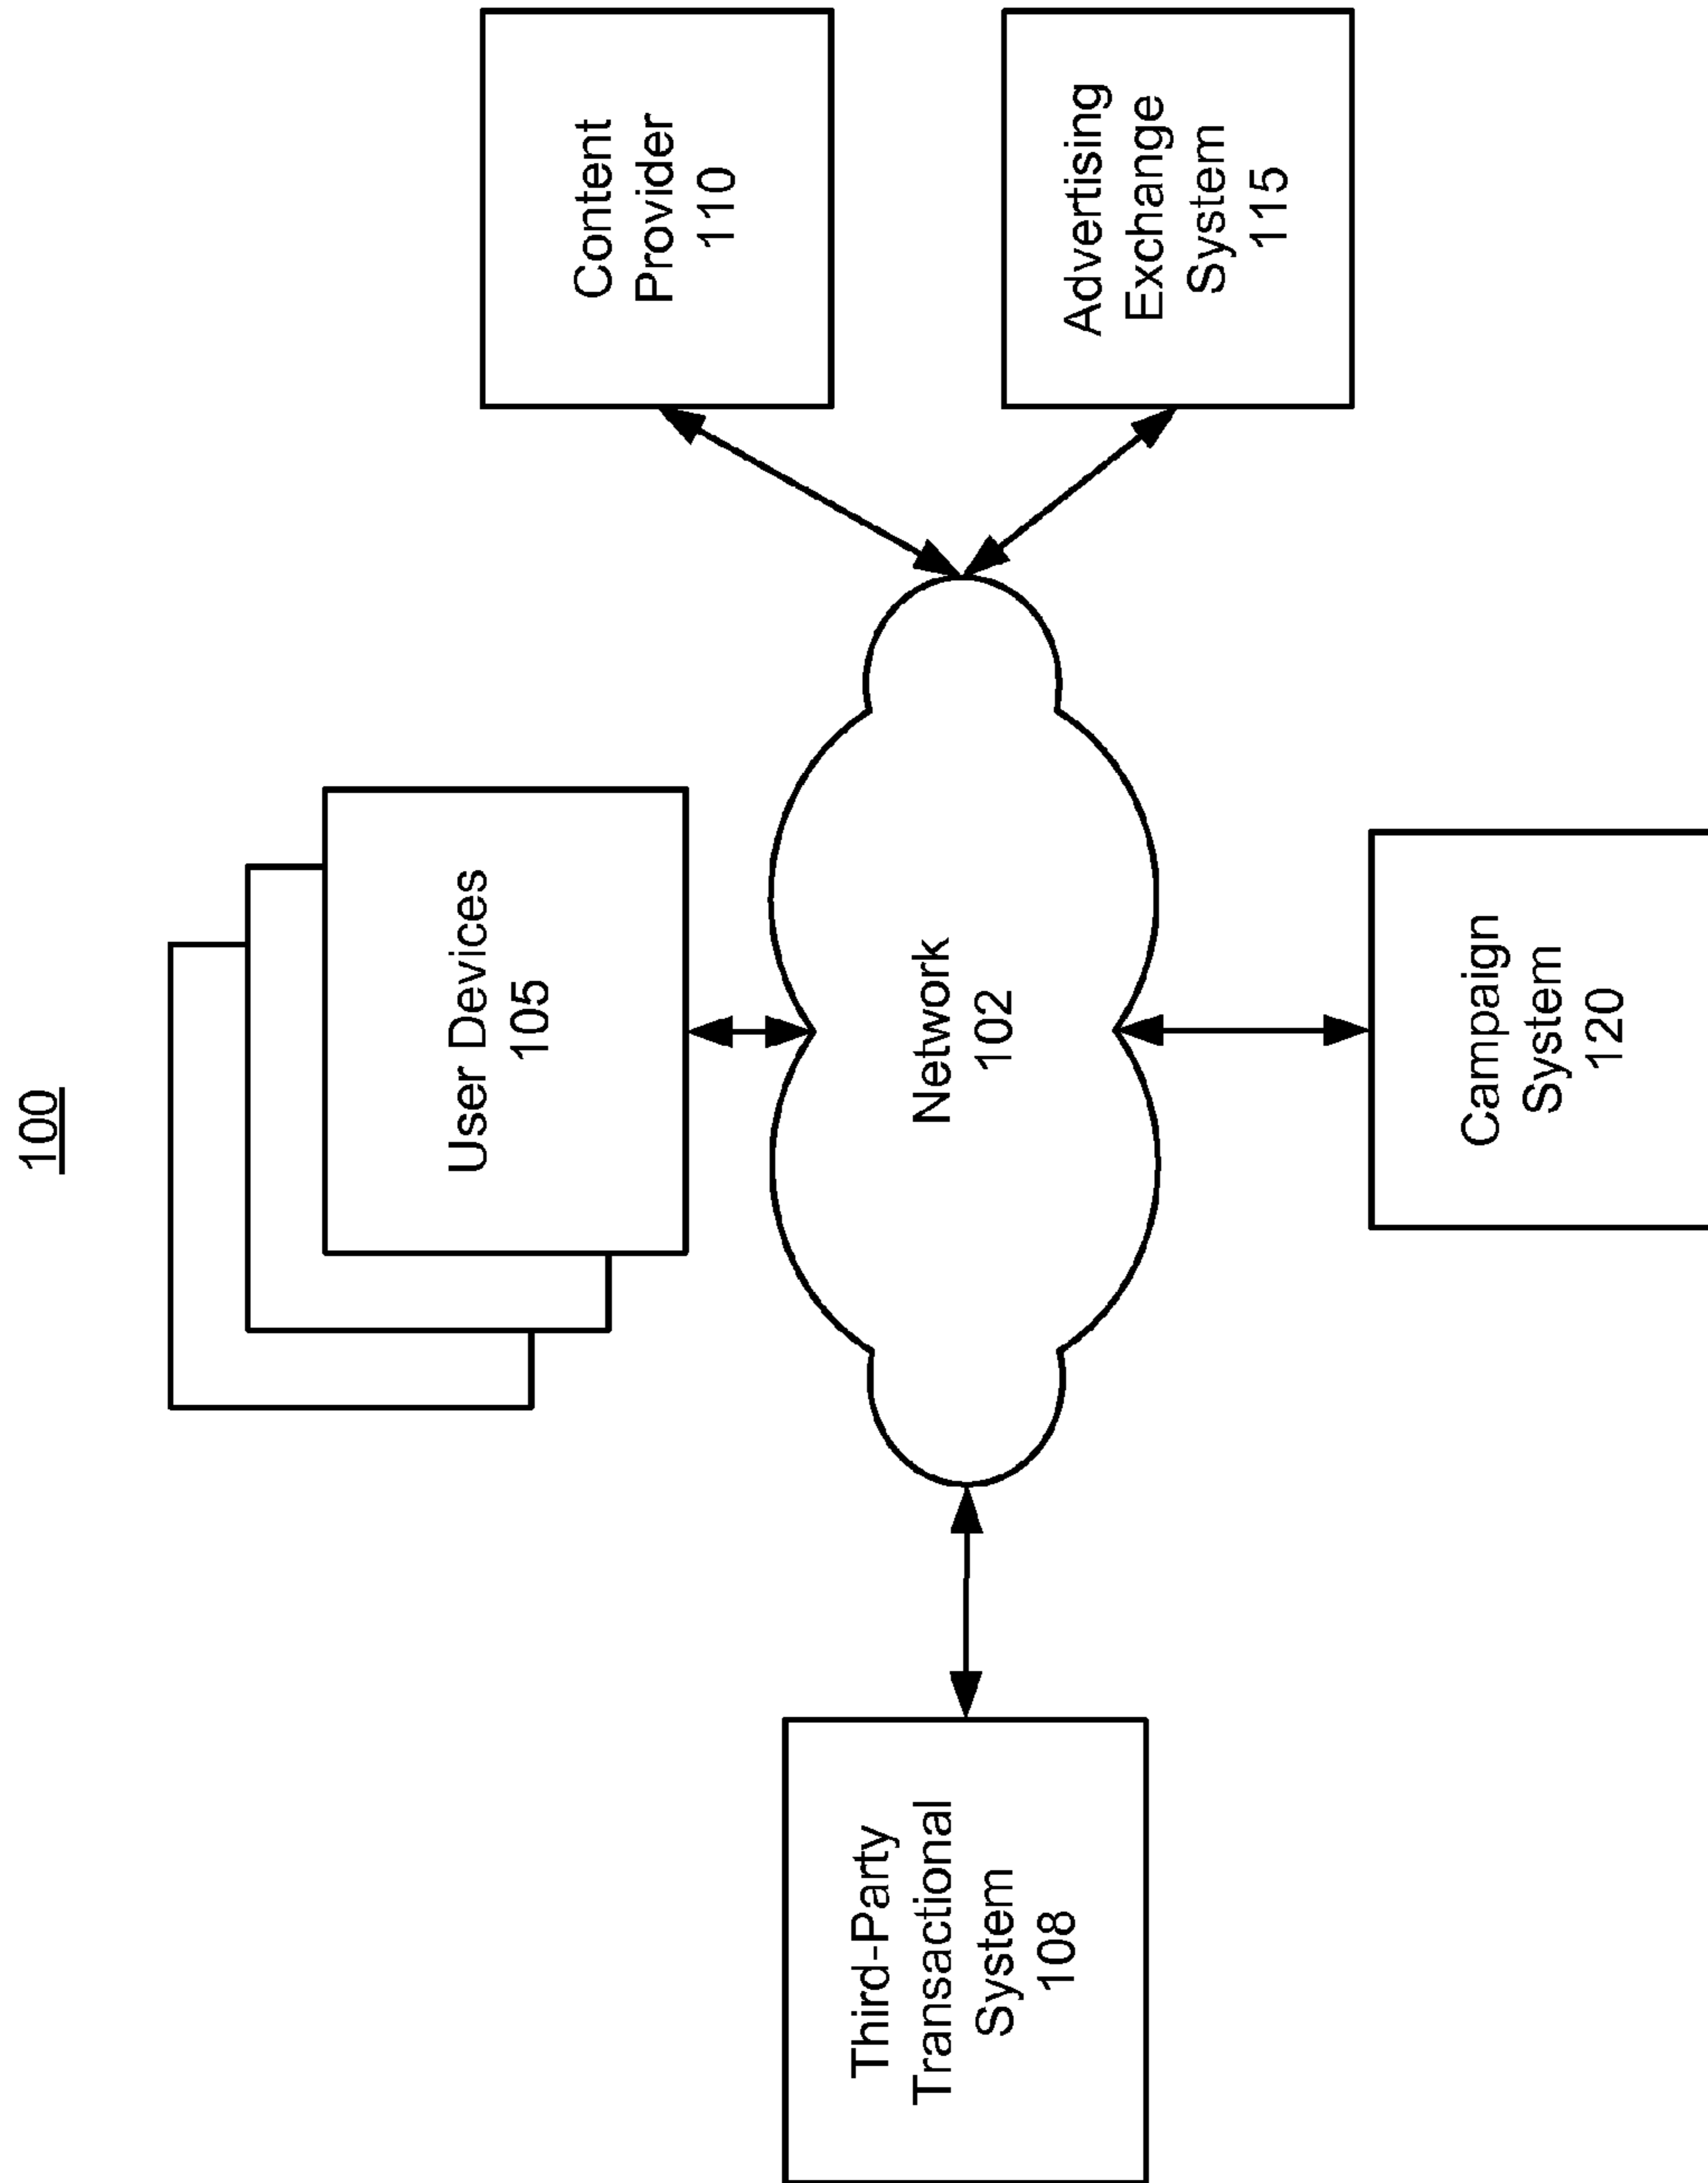 100
User Devices
105
Content
Provider
110
Third-Party
Transactional
System
108
Network
102
Advertising
Exchange
System
115
Campaign
System
120